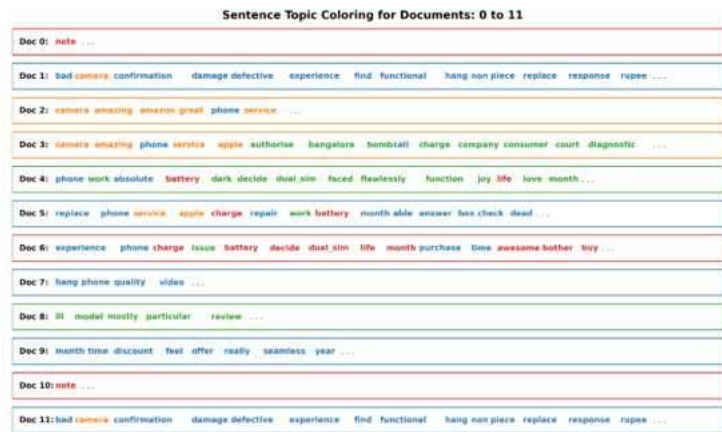 Sentence Topic Coloring for Documents: 0 to 11
Doc 0: note ...
Doc 1: bad camera confirmation damage defective experience find functional hang non piece replace response rupee ...
Doc 2: camera amazing amazon great phone service ...
Doc 3: camera amazing phone service apple authorise bangalore bombcall charge company consumer court diagnostic ...
Doc 4: phone work absolute battery dark decide dual_sim faced flawlessly function joy life love month ...
Doc 5: replace phone service apple charge repair work battery month able answer box check dead ...
Doc 6: experience phone charge issue battery decide dual_sim life month purchase time awesome bother buy ...
Doc 7: hang phone quality video ...
Doc 8: ill model mostly particular review ...
Doc 9: month time discount feel offer really seamless year ...
Doc 10: note ...
Doc 11: bad camera confirmation damage defective experience find functional hang non piece replace response rupee ...